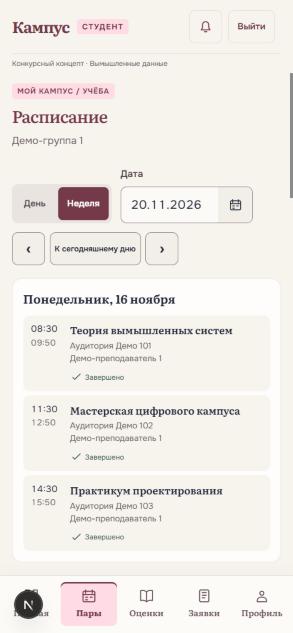 Кампус
СТУДЕНТ
Выйти
Конкурсный концепт · Вымышленные данные
МОЙ КАМПУС / УЧЁБА
Расписание
Демо-группа 1
Дата
День
Неделя
20.11.2026
‹
К сегодняшнему дню
›
Понедельник, 16 ноября
08:30
09:50
Теория вымышленных систем
Аудитория Демо 101
Демо-преподаватель 1
Завершено
11:30
12:50
Мастерская цифрового кампуса
Аудитория Демо 102
Демо-преподаватель 1
Завершено
14:30
15:50
Практикум проектирования
Аудитория Демо 103
Демо-преподаватель 1
Завершено
N
Пары
Оценки
Заявки
Профиль